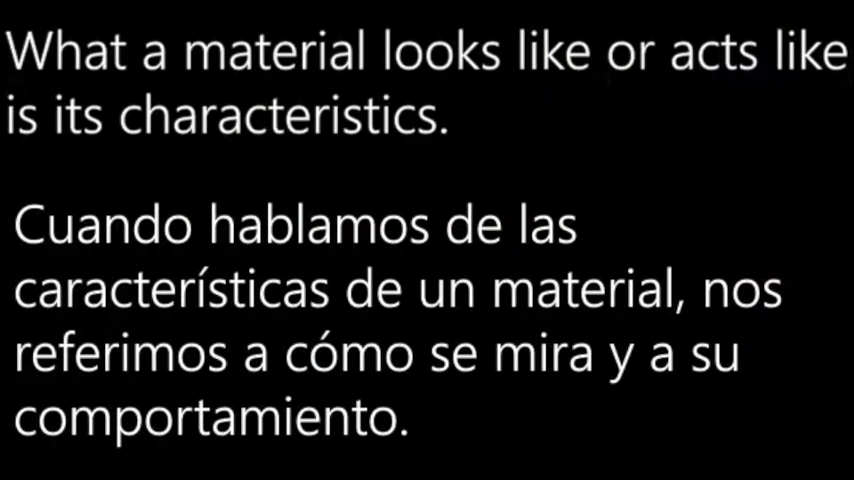 What a material looks like or acts like
is its characteristics.
Cuando hablamos de las
características de un material, nos
referimos a cómo se mira y a su
comportamiento.